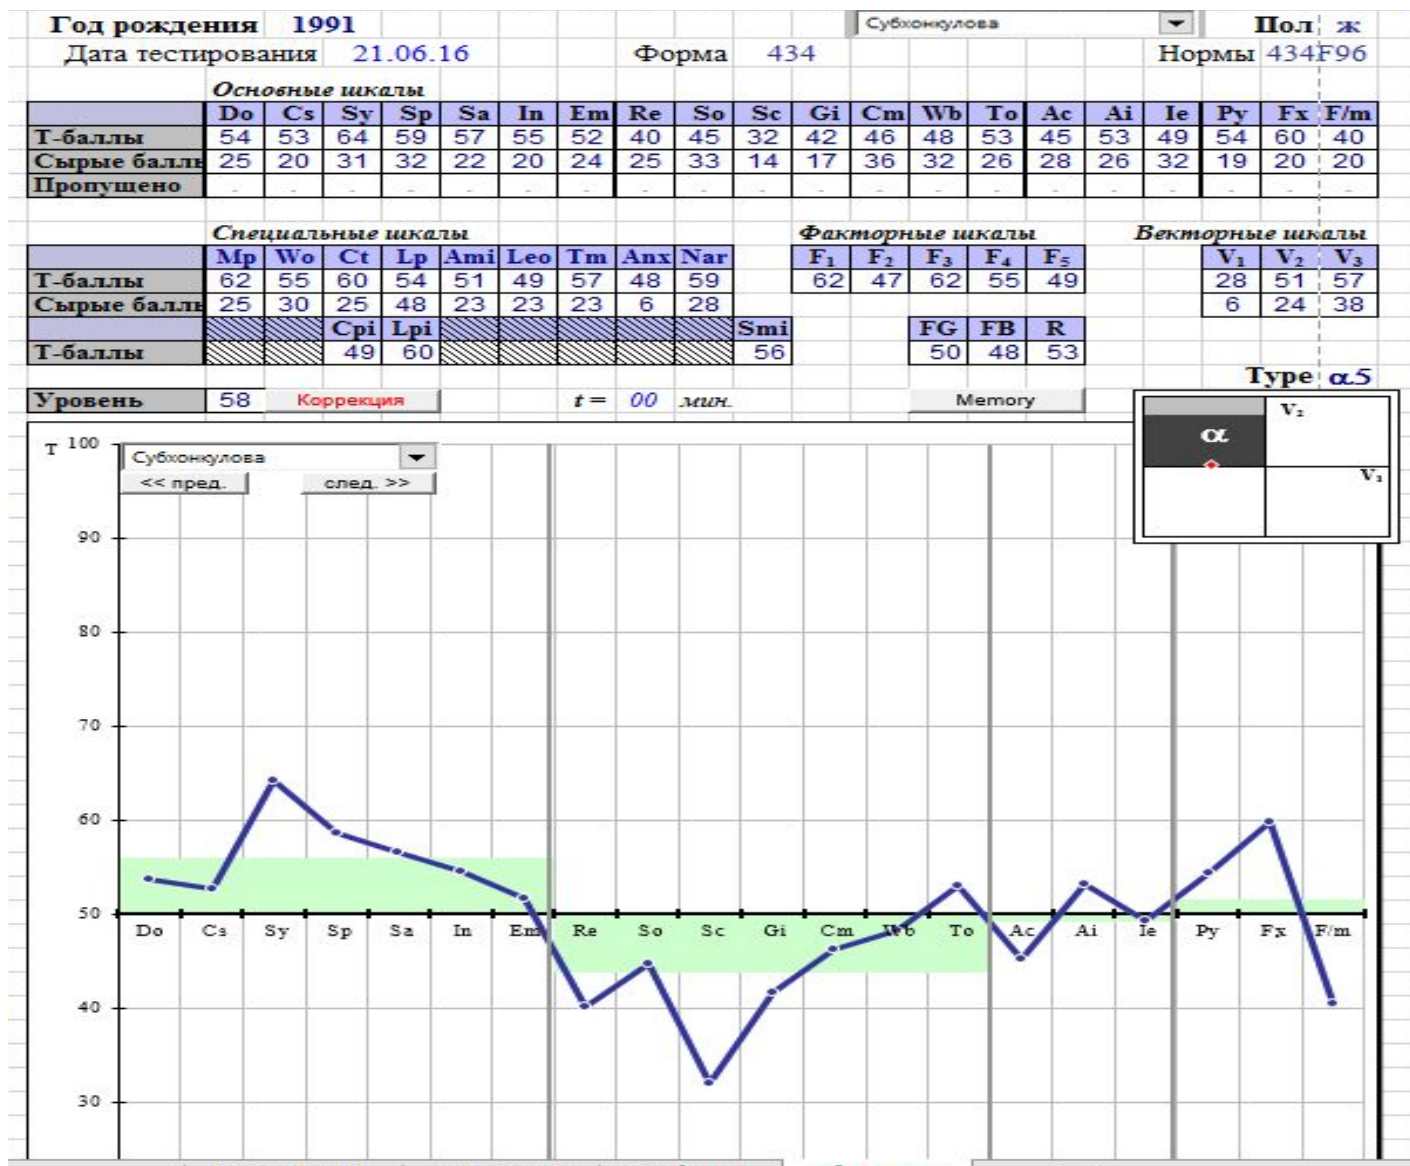 Год рождения 1991 Субхонкулова Пол ж
Дата тестирования 21.06.16 Форма 434 Нормы 434F96
Основные шкалы
Do Cs Sy Sp Sa In Em Re So Sc Gi Cm Wb To Ac Ai Ie Py Fx F/m
Т-баллы 54 53 64 59 57 55 52 40 45 32 42 46 48 53 45 53 49 54 60 40
Сырые баллы 25 20 31 32 22 20 24 25 33 14 17 36 32 26 28 26 32 19 20 20
Пропущено - - - - - - - - - - - - - - - - - - - -
Специальные шкалы Факторные шкалы Векторные шкалы
Mp Wo Ct Lp Ami Leo Tm Anx Nar F₁ F₂ F₃ F₄ F₅ V₁ V₂ V₃
Т-баллы 62 55 60 54 51 49 57 48 59 62 47 62 55 49 28 51 57
Сырые баллы 25 30 25 48 23 23 23 6 28 6 24 38
Cpi Lpi Smi FG FB R
Т-баллы 49 60 56 50 48 53
Type α5
Уровень 58 Коррекция t = 00 мин. Memory
V₂
α
V₁
T 100
Субхонкулова
<< пред. след. >>
90
80
70
60
50
Do Cs Sy Sp Sa In Em Re So Sc Gi Cm Wb To Ac Ai Ie Py Fx F/m
40
30